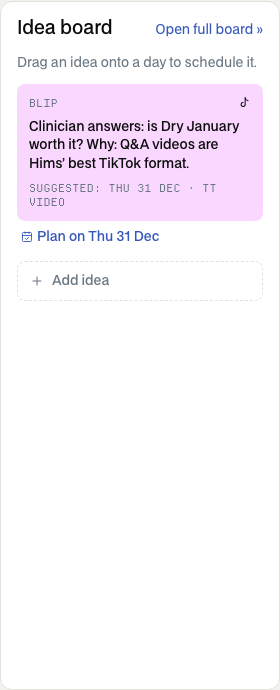 Idea board
Open full board »
Drag an idea onto a day to schedule it.
BLIP
Clinician answers: is Dry January
worth it? Why: Q&A videos are
Hims’ best TikTok format.
SUGGESTED: THU 31 DEC · TT
VIDEO
Plan on Thu 31 Dec
+ Add idea